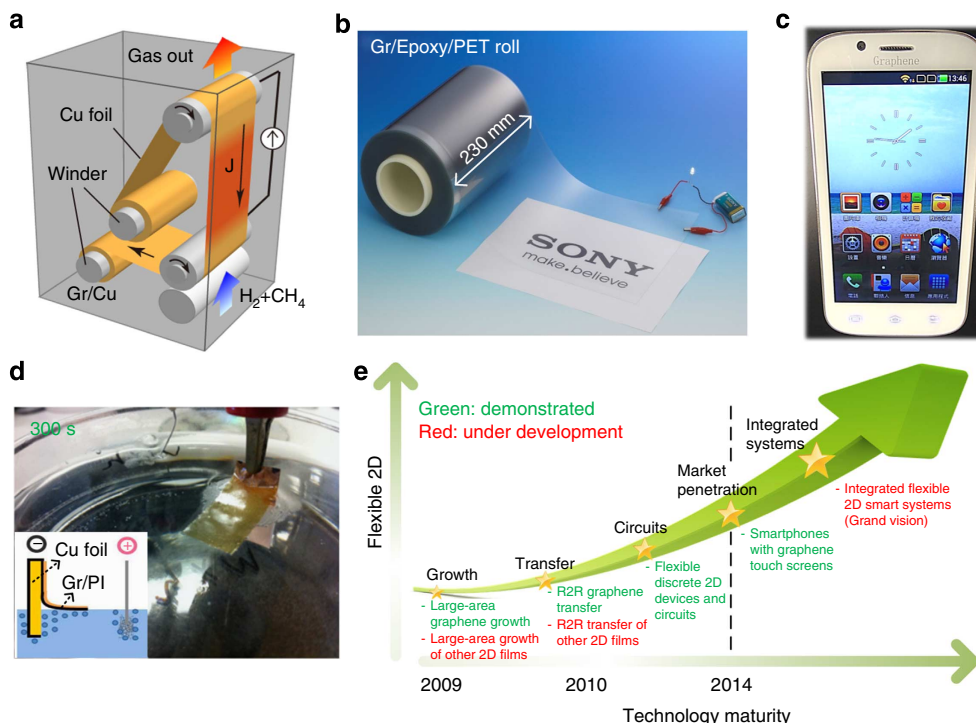 a
Gas out
Cu foil
Winder
J
Gr/Cu
H2+CH4
b
Gr/Epoxy/PET roll
230 mm
SONY
make.believe
c
Graphene
13:46
d
300 s
Cu foil
Gr/PI
e
Green: demonstrated
Red: under development
Flexible 2D
Growth
- Large-area
graphene growth
- Large-area growth
of other 2D films
Transfer
- R2R graphene
transfer
- R2R transfer of
other 2D films
Circuits
- Flexible
discrete 2D
devices and
circuits
Market
penetration
- Smartphones
with graphene
touch screens
Integrated
systems
- Integrated flexible
2D smart systems
(Grand vision)
2009
2010
2014
Technology maturity